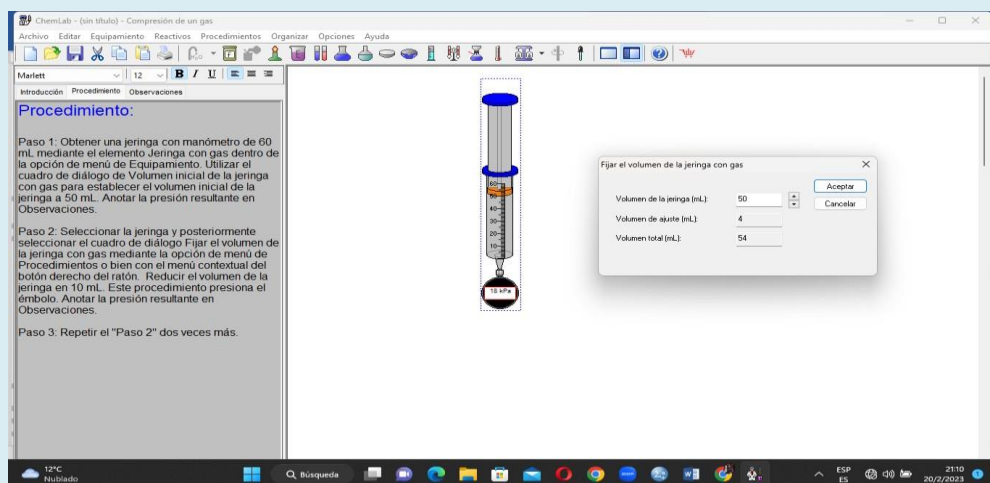 ChemLab - (sin título) - Compresión de un gas
Archivo Editar Equipamiento Reactivos Procedimientos Organizar Opciones Ayuda
Marlett 12 B I U
Introducción Procedimiento Observaciones
Procedimiento:
Paso 1: Obtener una jeringa con manómetro de 60
mL mediante el elemento Jeringa con gas dentro de
la opción de menú de Equipamiento. Utilizar el
cuadro de diálogo de Volumen inicial de la jeringa
con gas para establecer el volumen inicial de la
jeringa a 50 mL. Anotar la presión resultante en
Observaciones.
Paso 2: Seleccionar la jeringa y posteriormente
seleccionar el cuadro de diálogo Fijar el volumen de
la jeringa con gas mediante la opción de menú de
Procedimientos o bien con el menú contextual del
botón derecho del ratón. Reducir el volumen de la
jeringa en 10 mL. Este procedimiento presiona el
émbolo. Anotar la presión resultante en
Observaciones.
Paso 3: Repetir el "Paso 2" dos veces más.
60
40
30
20
10
kPa
Fijar el volumen de la jeringa con gas
Volumen de la jeringa (mL): 50
Volumen de ajuste (mL): 4
Volumen total (mL): 54
Aceptar
Cancelar
12°C
Nublado
Búsqueda
ESP
ES
21:10
20/2/2023